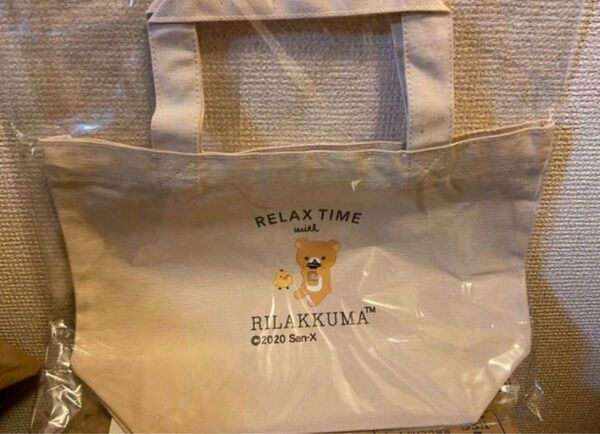 RELAX TIME
with
RILAKKUMA™
©2020 San-X